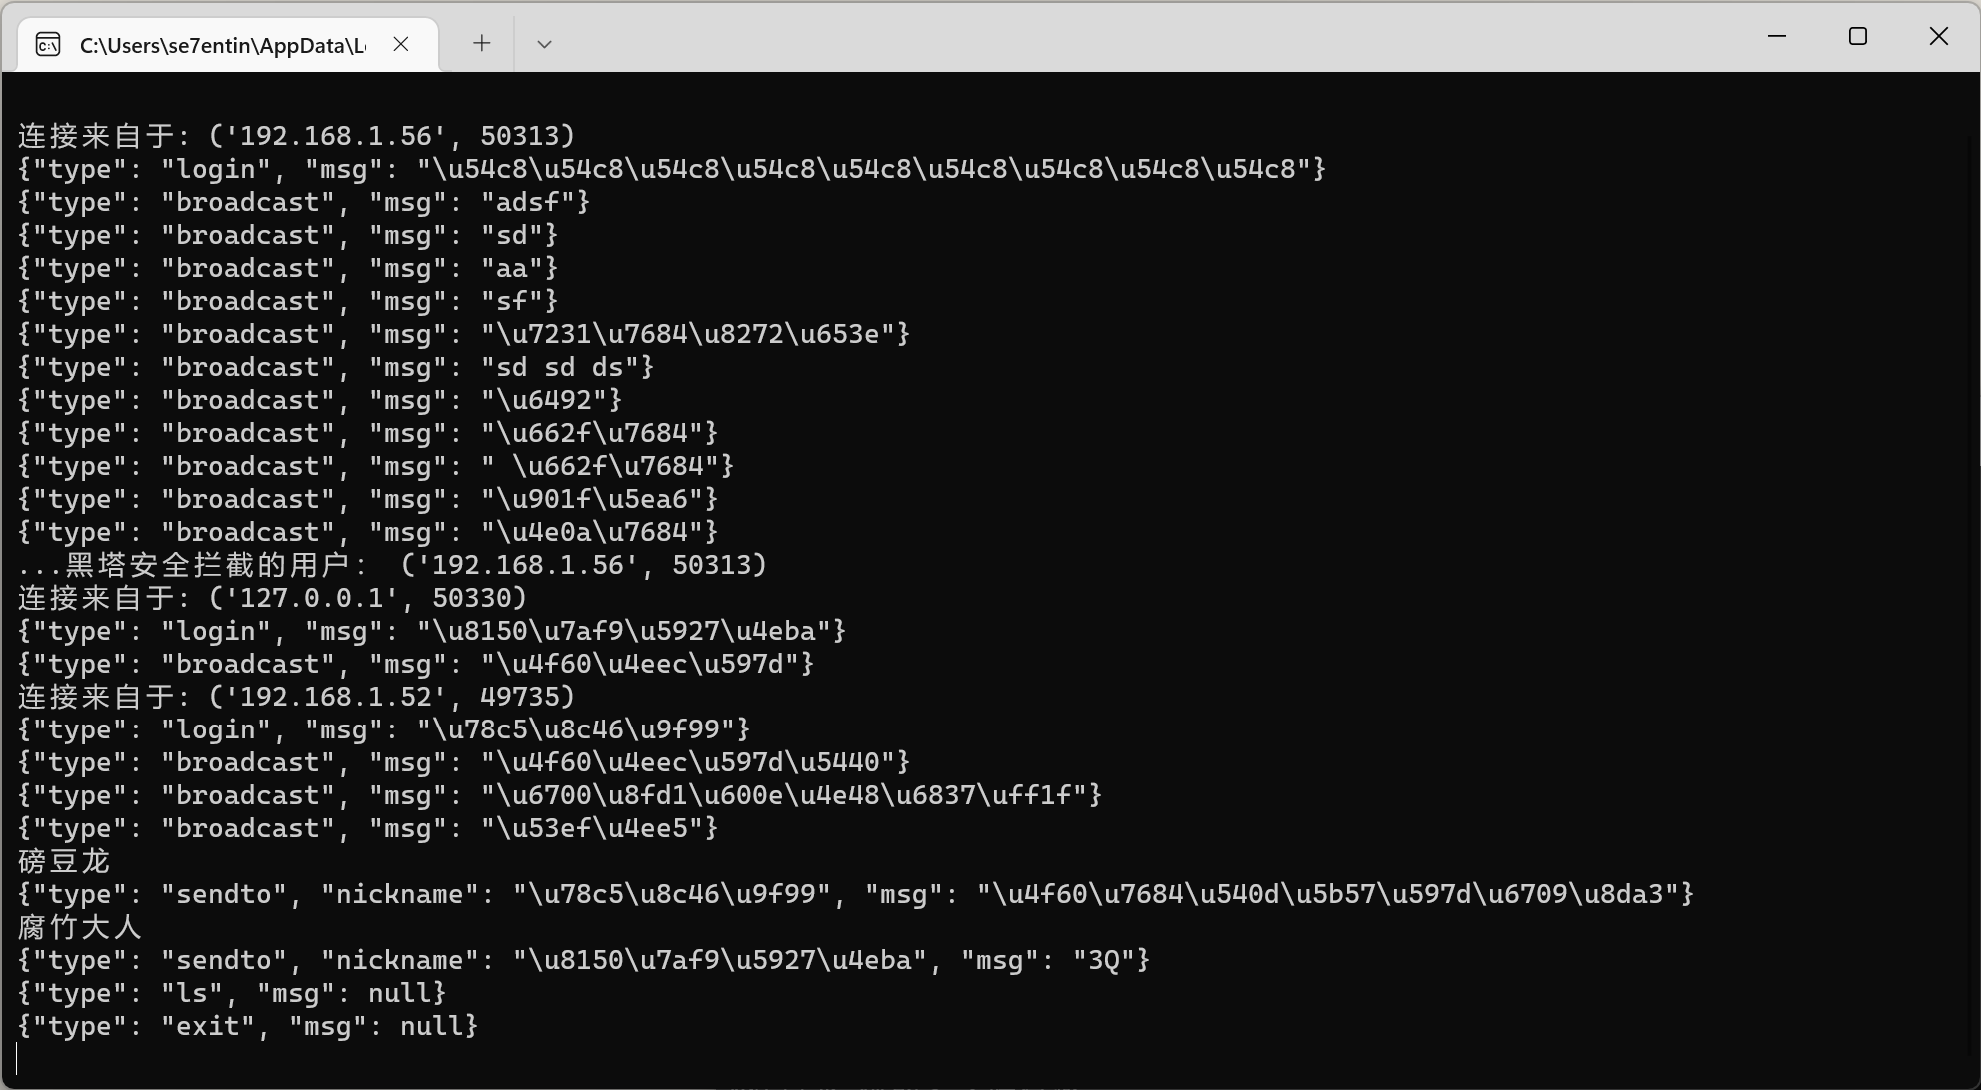 C:\Users\se7entin\AppData\L
连接来自于: ('192.168.1.56', 50313)
{"type": "login", "msg": "\u54c8\u54c8\u54c8\u54c8\u54c8\u54c8\u54c8\u54c8\u54c8"}
{"type": "broadcast", "msg": "adsf"}
{"type": "broadcast", "msg": "sd"}
{"type": "broadcast", "msg": "aa"}
{"type": "broadcast", "msg": "sf"}
{"type": "broadcast", "msg": "\u7231\u7684\u8272\u653e"}
{"type": "broadcast", "msg": "sd sd ds"}
{"type": "broadcast", "msg": "\u6492"}
{"type": "broadcast", "msg": "\u662f\u7684"}
{"type": "broadcast", "msg": " \u662f\u7684"}
{"type": "broadcast", "msg": "\u901f\u5ea6"}
{"type": "broadcast", "msg": "\u4e0a\u7684"}
...黑塔安全拦截的用户: ('192.168.1.56', 50313)
连接来自于: ('127.0.0.1', 50330)
{"type": "login", "msg": "\u8150\u7af9\u5927\u4eba"}
{"type": "broadcast", "msg": "\u4f60\u4eec\u597d"}
连接来自于: ('192.168.1.52', 49735)
{"type": "login", "msg": "\u78c5\u8c46\u9f99"}
{"type": "broadcast", "msg": "\u4f60\u4eec\u597d\u5440"}
{"type": "broadcast", "msg": "\u6700\u8fd1\u600e\u4e48\u6837\uff1f"}
{"type": "broadcast", "msg": "\u53ef\u4ee5"}
磅豆龙
{"type": "sendto", "nickname": "\u78c5\u8c46\u9f99", "msg": "\u4f60\u7684\u540d\u5b57\u597d\u6709\u8da3"}
腐竹大人
{"type": "sendto", "nickname": "\u8150\u7af9\u5927\u4eba", "msg": "3Q"}
{"type": "ls", "msg": null}
{"type": "exit", "msg": null}